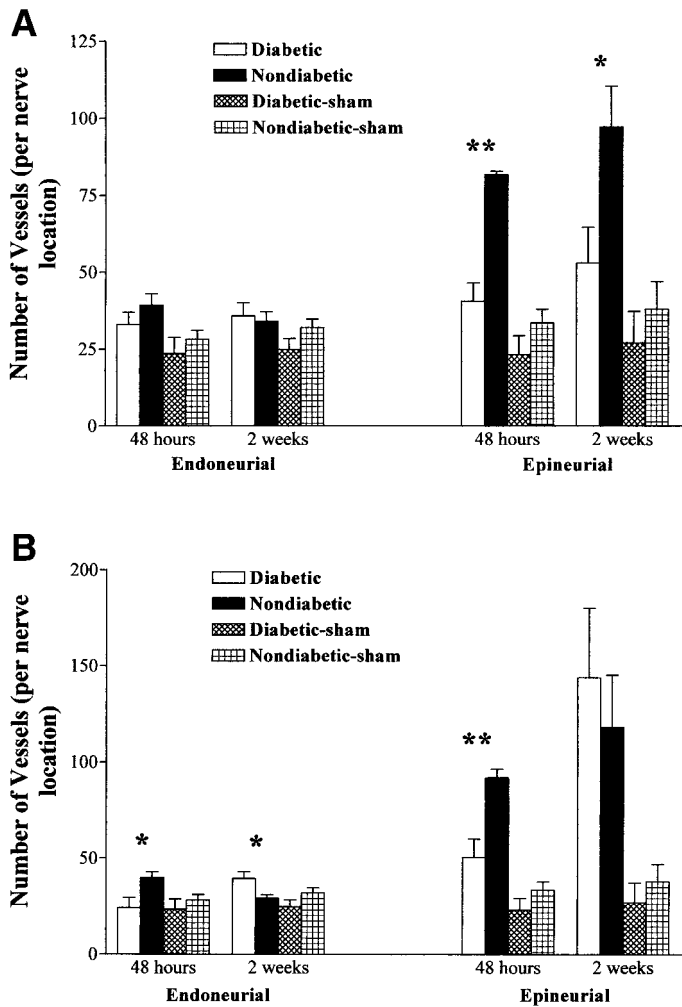 A
Number of Vessels (per nerve
location)
125
100
75
50
25
0
Diabetic
Nondiabetic
Diabetic-sham
Nondiabetic-sham
**
*
48 hours
2 weeks
48 hours
2 weeks
Endoneurial
Epineurial
B
Number of Vessels (per nerve
location)
200
150
100
50
0
Diabetic
Nondiabetic
Diabetic-sham
Nondiabetic-sham
*
*
**
48 hours
2 weeks
48 hours
2 weeks
Endoneurial
Epineurial